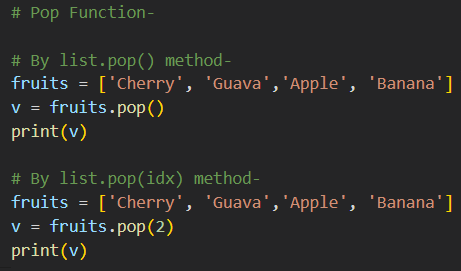 # Pop Function-
# By list.pop() method-
fruits = ['Cherry', 'Guava','Apple', 'Banana']
v = fruits.pop()
print(v)
# By list.pop(idx) method-
fruits = ['Cherry', 'Guava','Apple', 'Banana']
v = fruits.pop(2)
print(v)